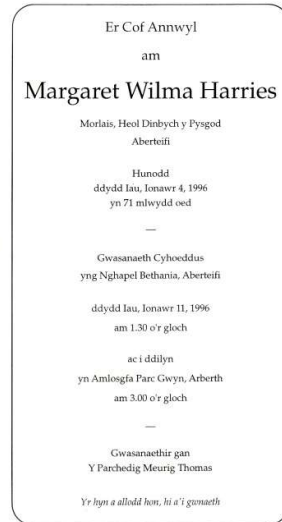 Er Cof Annwyl
am
Margaret Wilma Harries
Morlais, Heol Dinbych y Pysgod
Aberteifi
Hunodd
ddydd Iau, Ionawr 4, 1996
yn 71 mlwydd oed
—
Gwasanaeth Cyhoeddus
yng Nghapel Bethania, Aberteifi
ddydd Iau, Ionawr 11, 1996
am 1.30 o'r gloch
ac i ddilyn
yn Amlosgfa Parc Gwyn, Arberth
am 3.00 o'r gloch
—
Gwasanaethir gan
Y Parchedig Meurig Thomas
Yr hyn a allodd hon, hi a'i gwnaeth